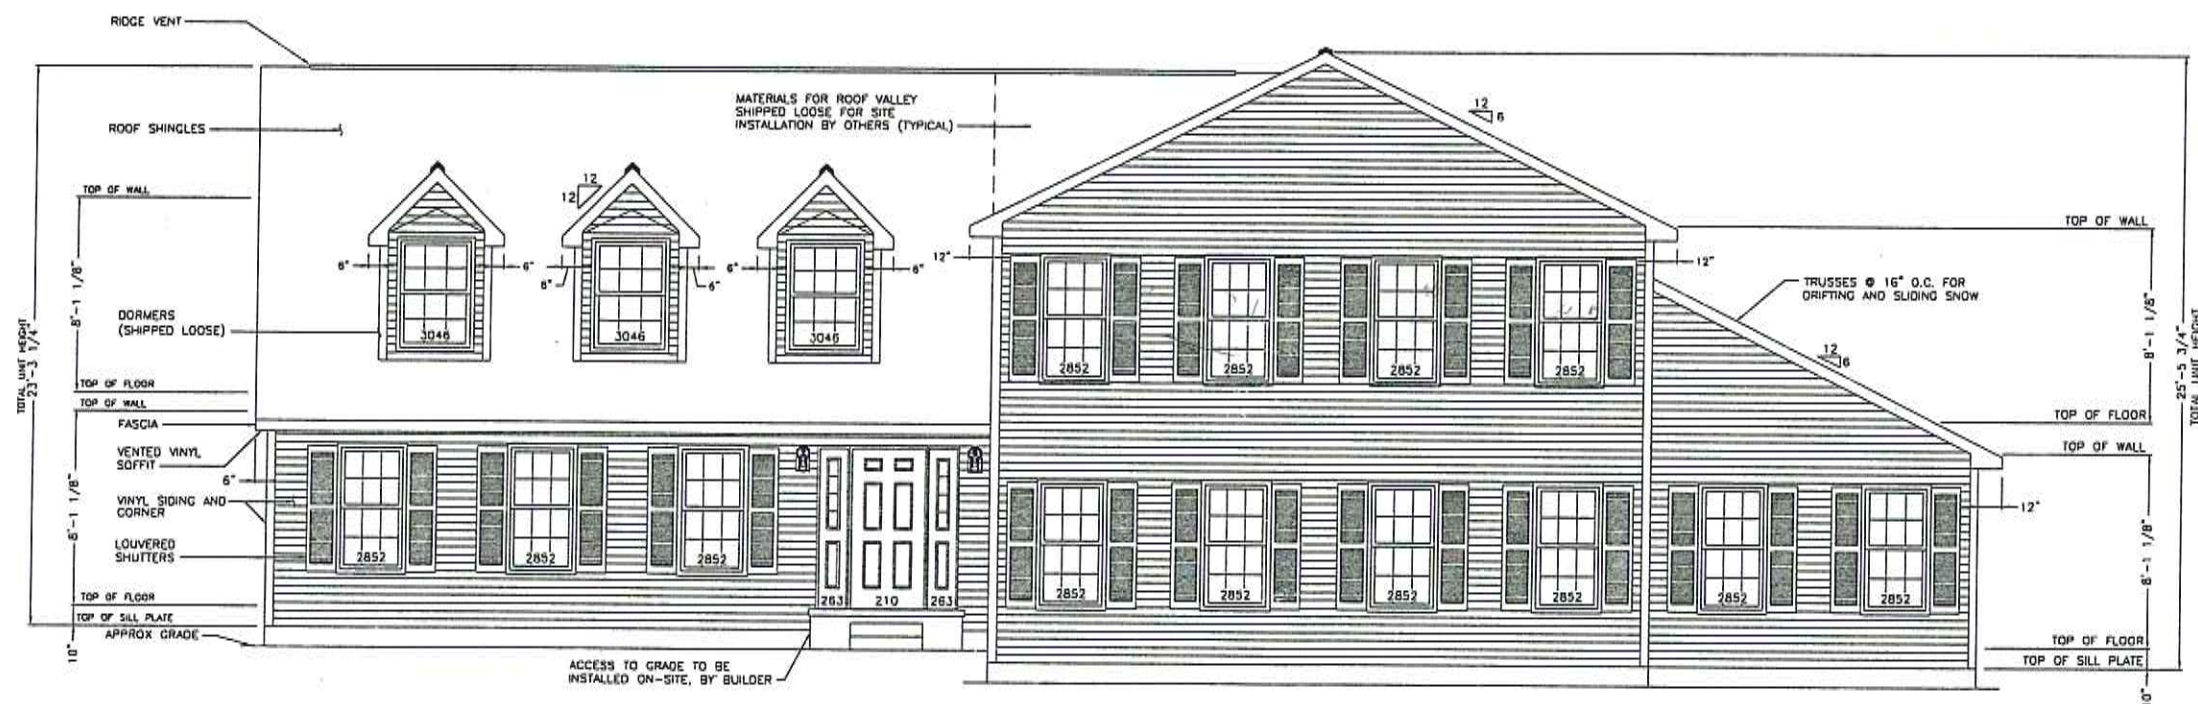 RIDGE VENT
ROOF SHINGLES
MATERIALS FOR ROOF VALLEY
SHIPPED LOOSE FOR SITE
INSTALLATION BY OTHERS (TYPICAL)
12
6
TOP OF WALL
12
12
TOP OF WALL
6"
6"
6"
6"
6"
6"
12"
12"
TRUSSES @ 16" O.C. FOR
DRIFTING AND SLIDING SNOW
8'-1 1/8"
8'-1 1/8"
DORMERS
(SHIPPED LOOSE)
3046
3046
3046
TOTAL UNIT HEIGHT
23'-3 1/4"
25'-5 3/4"
TOTAL UNIT HEIGHT
12
6
2852
2852
2852
2852
TOP OF FLOOR
TOP OF WALL
TOP OF FLOOR
FASCIA
TOP OF WALL
VENTED VINYL
SOFFIT
6"
VINYL SIDING AND
CORNER
12"
8'-1 1/8"
8'-1 1/8"
LOUVERED
SHUTTERS
2852
2852
2852
263
210
263
2852
2852
2852
2852
2852
2852
TOP OF FLOOR
TOP OF SILL PLATE
APPROX GRADE
10"
TOP OF FLOOR
TOP OF SILL PLATE
10"
ACCESS TO GRADE TO BE
INSTALLED ON-SITE, BY BUILDER